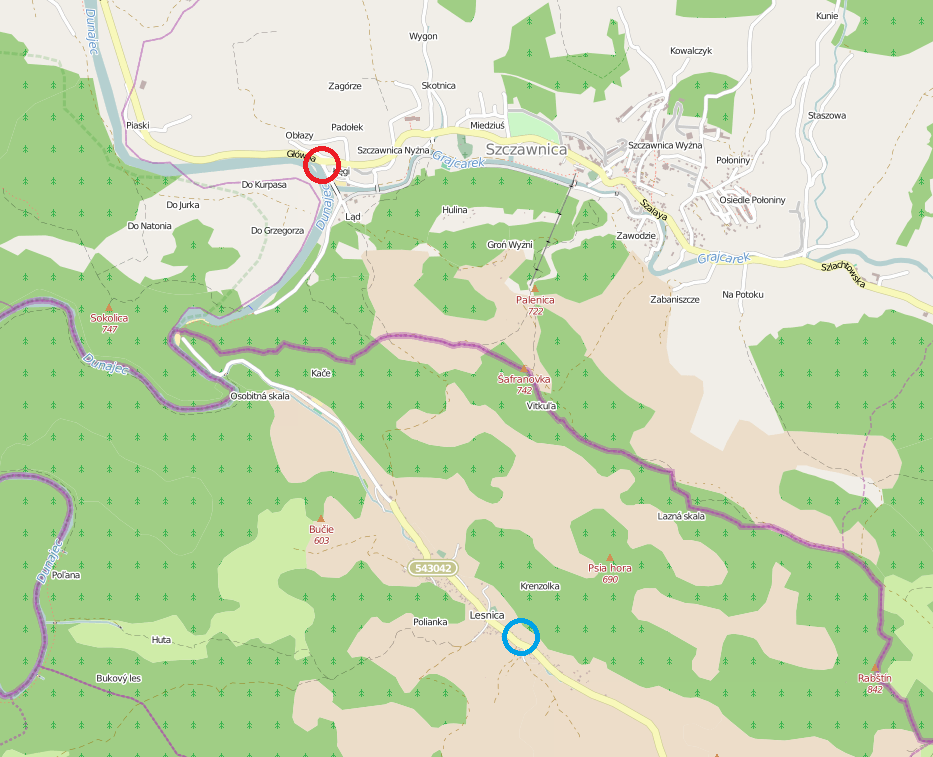 Kunie
Dunajec
Wygon
Kowalczyk
Zagórze
Skotnica
Staszowa
Piaski
Padołek
Miedziuś
Obłazy
Szczawnica Nyżna
Szczawnica
Szczawnica Wyżna
Główna
Grajcarek
Połoniny
Do Kurpasa
Dunajec
Osiedle Połoniny
Do Jurka
Ląd
Hulina
Szalaya
Do Natonia
Do Grzegorza
Zawodzie
Groń Wyżni
Grajcarek
Szlachtowska
Palenica
722
Zabaniszcze
Na Potoku
Sokolica
747
Dunajec
Kače
Šafranovka
742
Osobitná skala
Vitkuľa
Lazná skala
Bučie
603
Dunajec
543042
Psia hora
690
Poľana
Krenzolka
Lesnica
Polianka
Huta
Bukový les
Rabštín
842